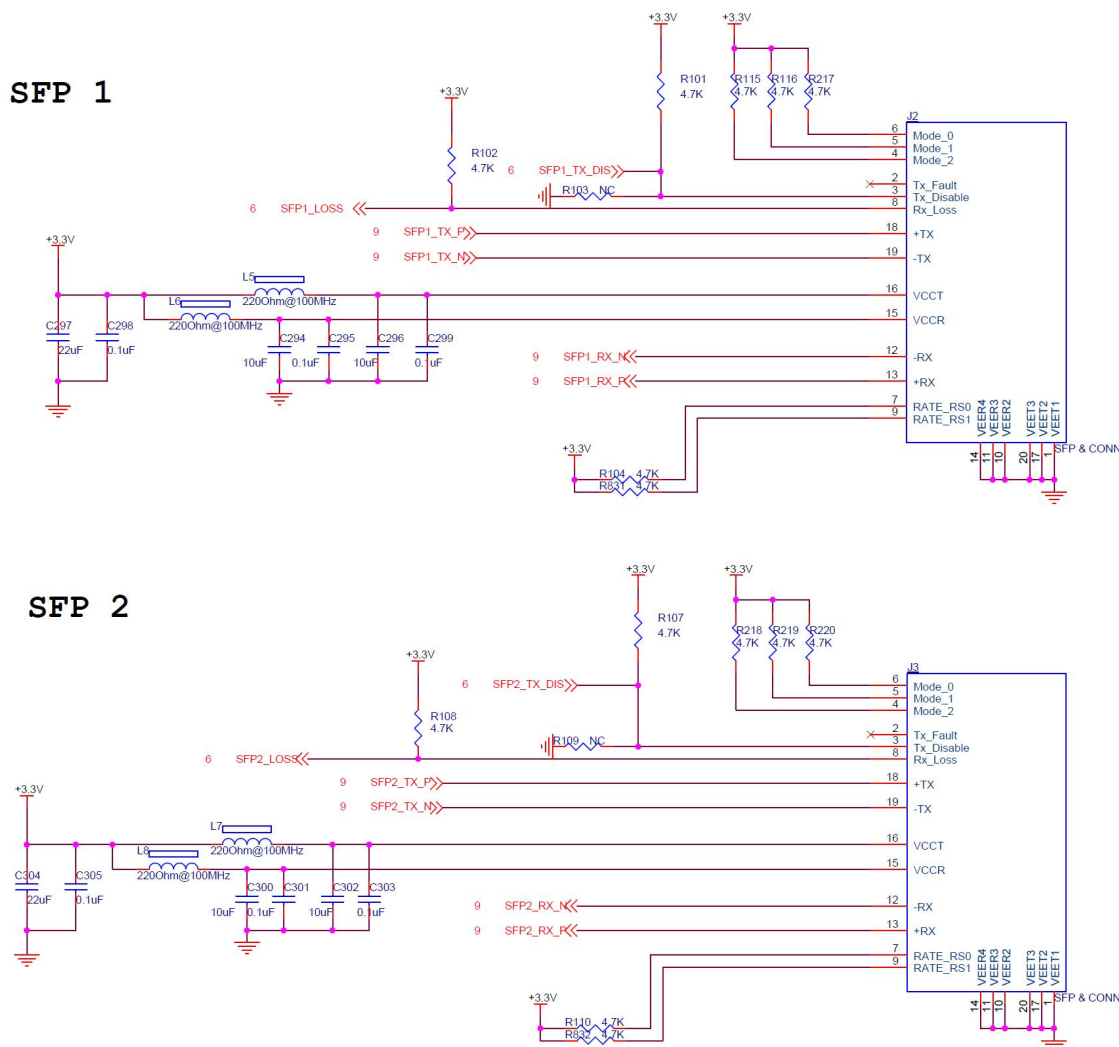 SFP 1
+3.3V
+3.3V
R101
4.7K
R115
4.7K
R116
4.7K
R217
4.7K
+3.3V
R102
4.7K
J2
6 Mode_0
5 Mode_1
4 Mode_2
2 Tx_Fault
3 Tx_Disable
8 Rx_Loss
18 +TX
19 -TX
16 VCCT
15 VCCR
12 -RX
13 +RX
7 RATE_RS0
9 RATE_RS1
6 SFP1_TX_DIS
R103 NC
6 SFP1_LOSS
9 SFP1_TX_P
9 SFP1_TX_N
+3.3V
L5
220Ohm@100MHz
L6
220Ohm@100MHz
C297
22uF
C298
0.1uF
C294
10uF
C295
0.1uF
C296
10uF
C299
0.1uF
9 SFP1_RX_N
9 SFP1_RX_P
+3.3V
R104 4.7K
R831 4.7K
VEER4
VEER3
VEER2
VEET3
VEET2
VEET1
14
11
10
20
17
1
SFP & CONN
SFP 2
+3.3V
+3.3V
R107
4.7K
R218
4.7K
R219
4.7K
R220
4.7K
+3.3V
R108
4.7K
J3
6 Mode_0
5 Mode_1
4 Mode_2
2 Tx_Fault
3 Tx_Disable
8 Rx_Loss
18 +TX
19 -TX
16 VCCT
15 VCCR
12 -RX
13 +RX
7 RATE_RS0
9 RATE_RS1
6 SFP2_TX_DIS
R109 NC
6 SFP2_LOSS
9 SFP2_TX_P
9 SFP2_TX_N
+3.3V
L7
220Ohm@100MHz
L8
220Ohm@100MHz
C304
22uF
C305
0.1uF
C300
10uF
C301
0.1uF
C302
10uF
C303
0.1uF
9 SFP2_RX_N
9 SFP2_RX_P
+3.3V
R110 4.7K
R832 4.7K
VEER4
VEER3
VEER2
VEET3
VEET2
VEET1
14
11
10
20
17
1
SFP & CONN